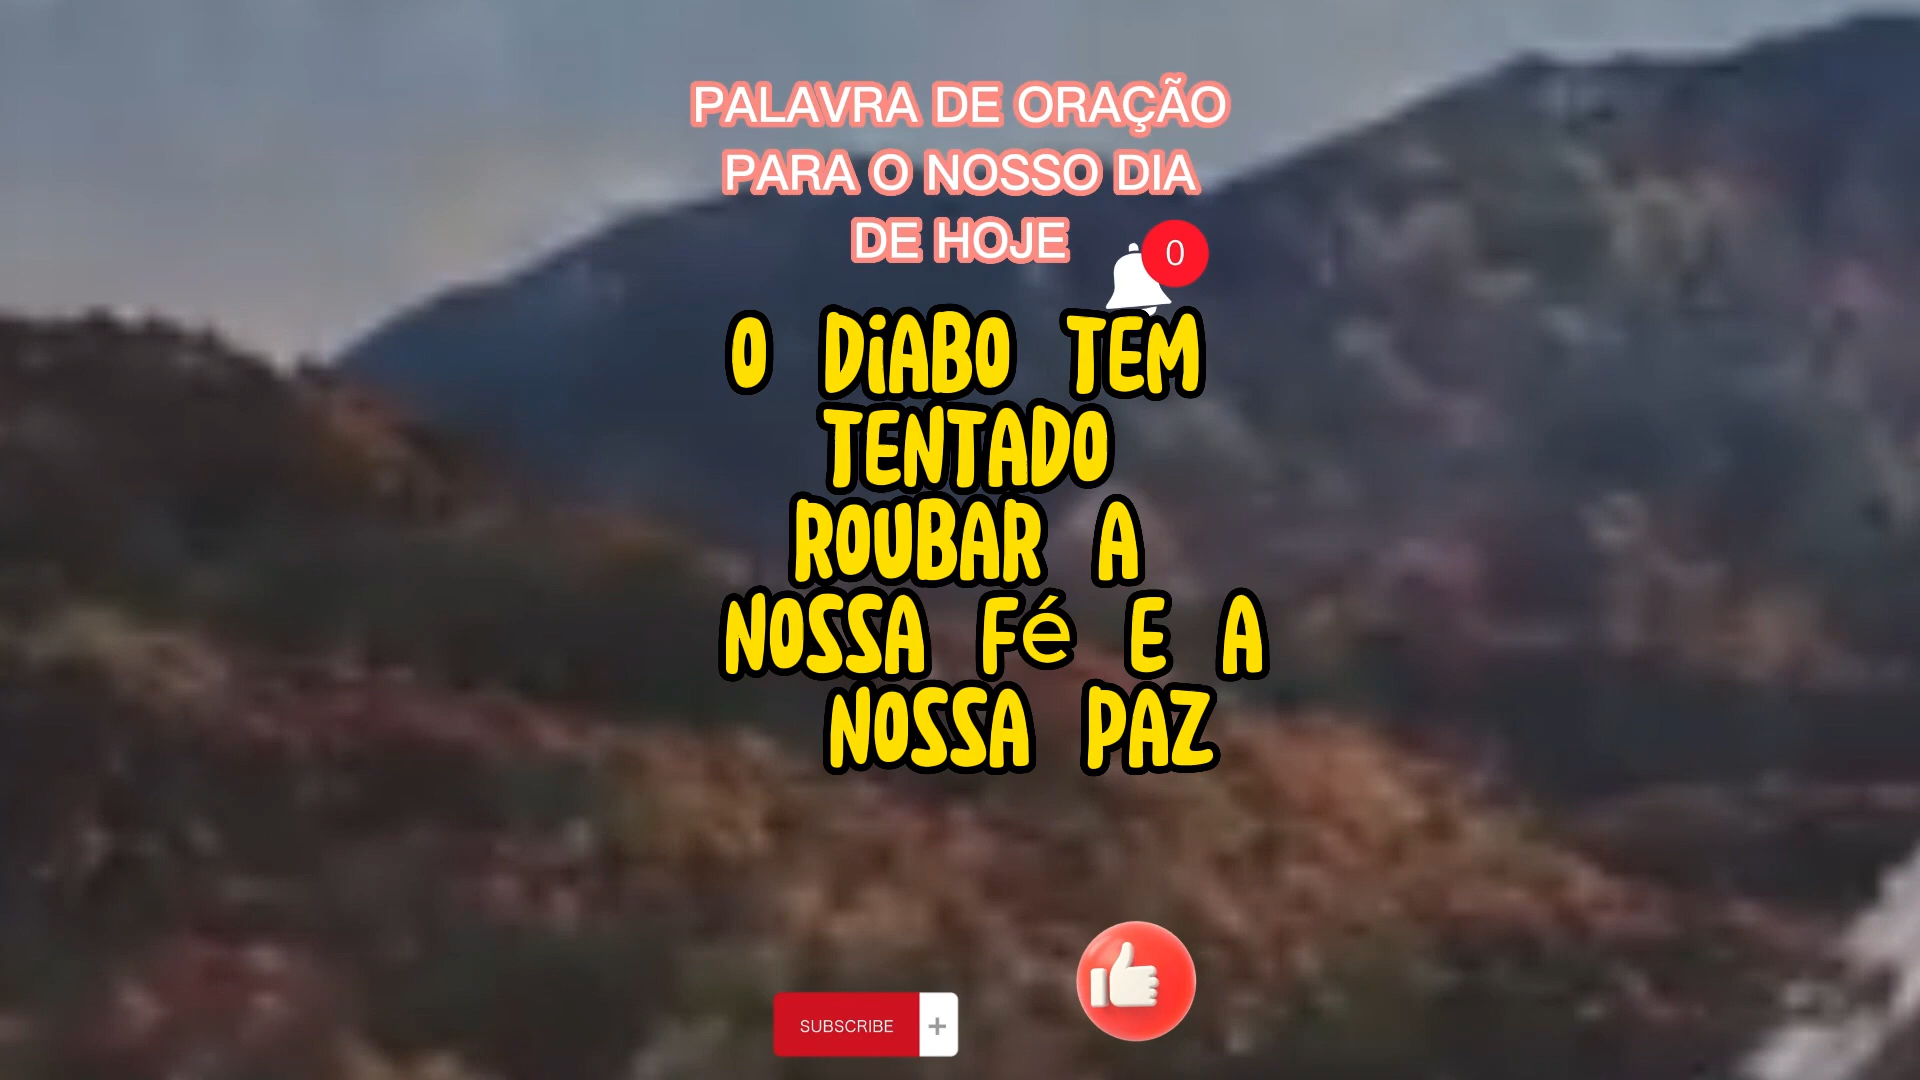 PALAVRA DE ORAÇÃO
PARA O NOSSO DIA
DE HOJE
0
O DIABO TEM
TENTADO
ROUBAR A
NOSSA Fé E A
NOSSA PAZ
SUBSCRIBE +